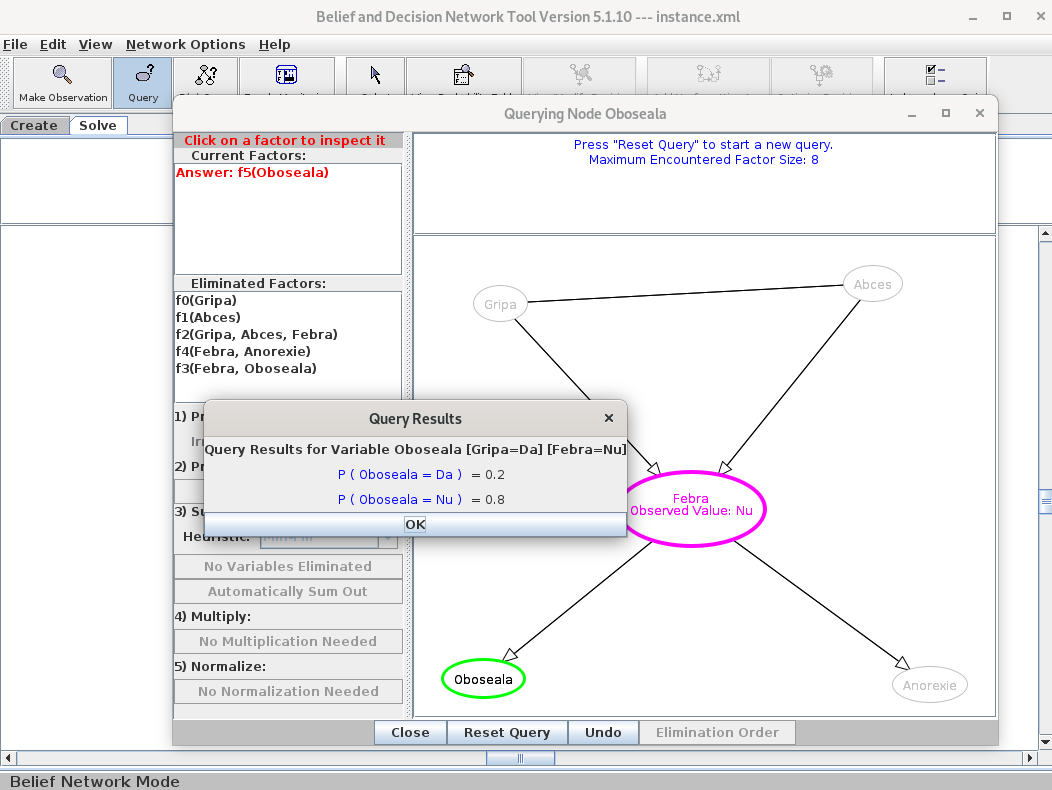 Belief and Decision Network Tool Version 5.1.10 --- instance.xml
File Edit View Network Options Help
Make Observation
Query
Create
Solve
Querying Node Oboseala
Click on a factor to inspect it
Current Factors:
Answer: f5(Oboseala)
Eliminated Factors:
f0(Gripa)
f1(Abces)
f2(Gripa, Abces, Febra)
f4(Febra, Anorexie)
f3(Febra, Oboseala)
1) Pr
2) Pr
3) Su
Heuristic:
No Variables Eliminated
Automatically Sum Out
4) Multiply:
No Multiplication Needed
5) Normalize:
No Normalization Needed
Press "Reset Query" to start a new query.
Maximum Encountered Factor Size: 8
Gripa
Abces
Febra
Observed Value: Nu
Oboseala
Anorexie
Query Results
Query Results for Variable Oboseala [Gripa=Da] [Febra=Nu]
P ( Oboseala = Da ) = 0.2
P ( Oboseala = Nu ) = 0.8
OK
Close
Reset Query
Undo
Elimination Order
Belief Network Mode